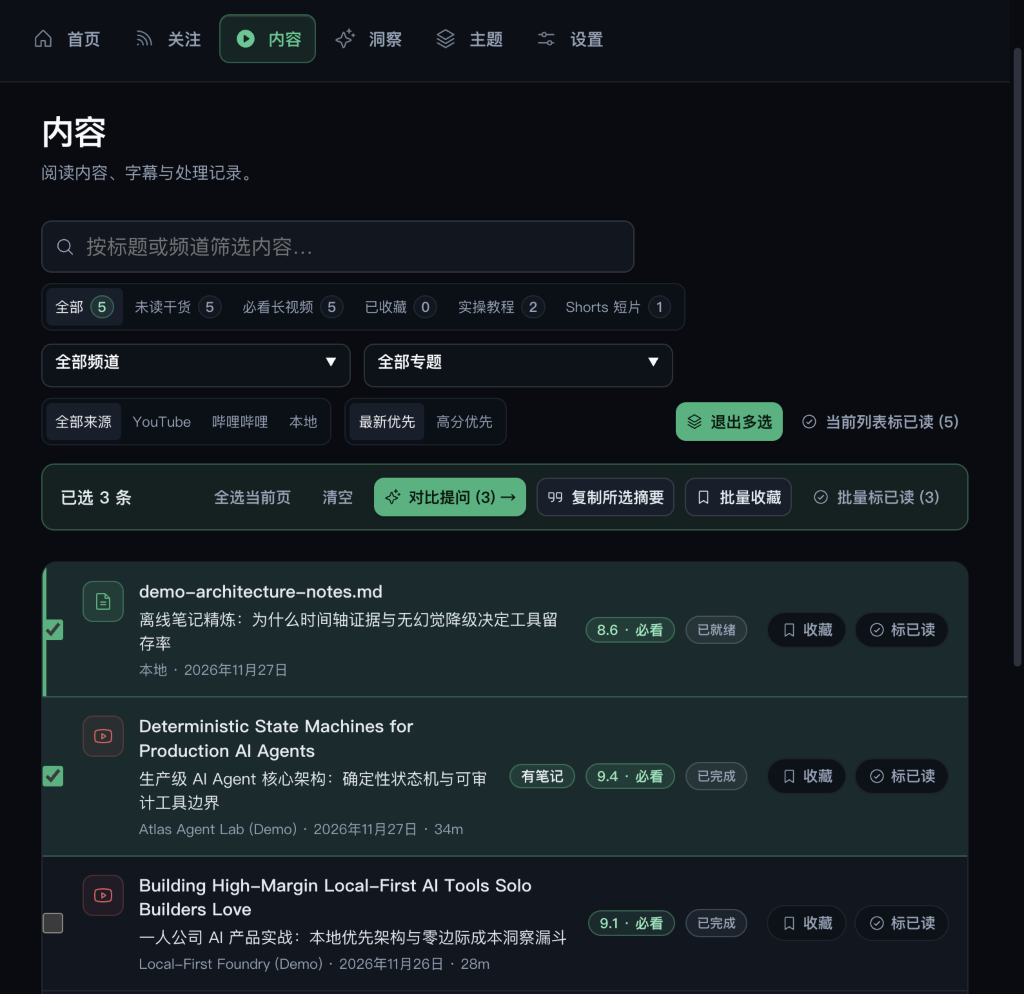 首页 关注 内容 洞察 主题 设置
内容
阅读内容、字幕与处理记录。
按标题或频道筛选内容…
全部 5 未读干货 5 必看长视频 5 已收藏 0 实操教程 2 Shorts 短片 1
全部频道 ▼ 全部专题 ▼
全部来源 YouTube 哔哩哔哩 本地 最新优先 高分优先 退出多选 当前列表标已读 (5)
已选 3 条 全选当前页 清空 对比提问 (3) → 复制所选摘要 批量收藏 批量标已读 (3)
demo-architecture-notes.md
离线笔记精炼：为什么时间轴证据与无幻觉降级决定工具留
存率
本地 · 2026年11月27日
8.6 · 必看 已就绪 收藏 标已读
Deterministic State Machines for
Production AI Agents
生产级 AI Agent 核心架构：确定性状态机与可审
计工具边界
Atlas Agent Lab (Demo) · 2026年11月27日 · 34m
有笔记 9.4 · 必看 已完成 收藏 标已读
Building High-Margin Local-First AI Tools Solo
Builders Love
一人公司 AI 产品实战：本地优先架构与零边际成本洞察漏斗
Local-First Foundry (Demo) · 2026年11月26日 · 28m
9.1 · 必看 已完成 收藏 标已读